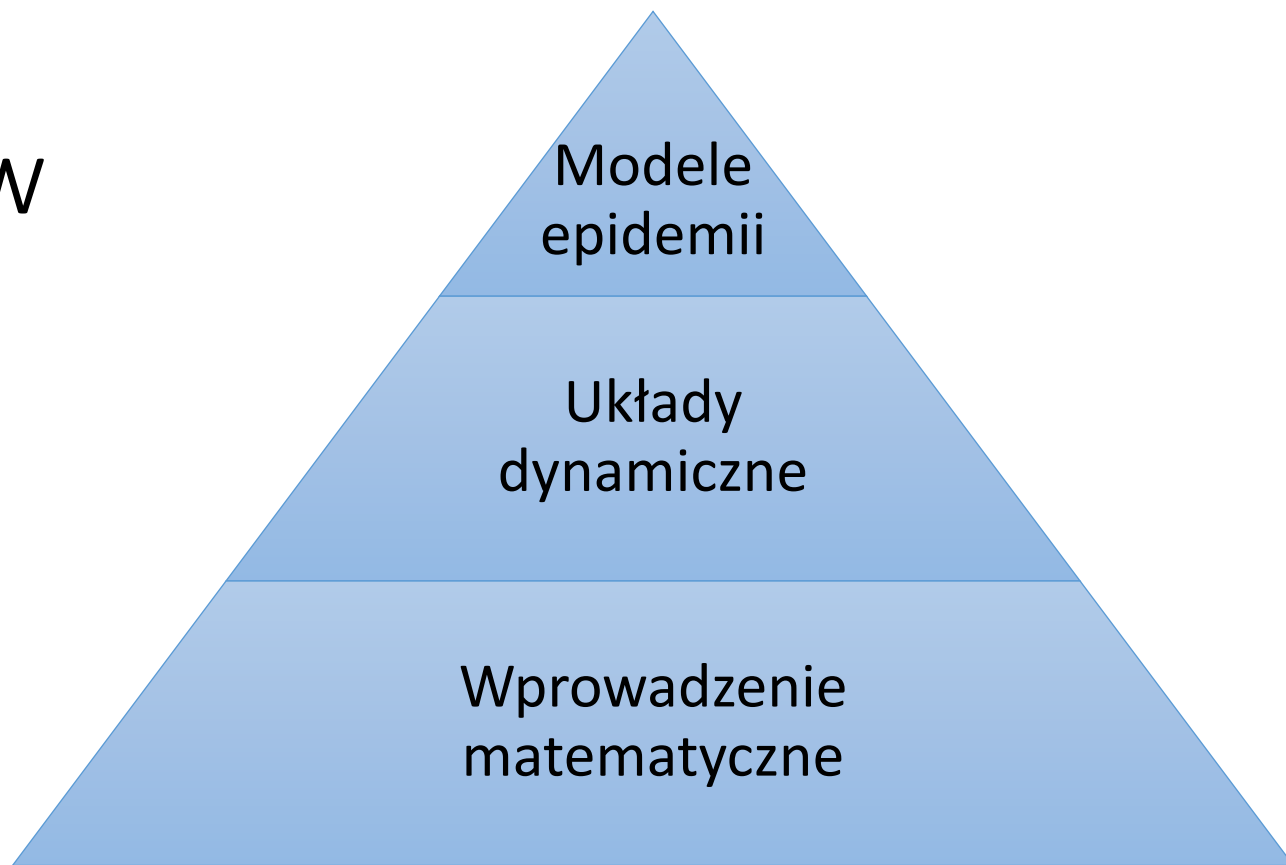 w
Modele
epidemii
Układy
dynamiczne
Wprowadzenie
matematyczne